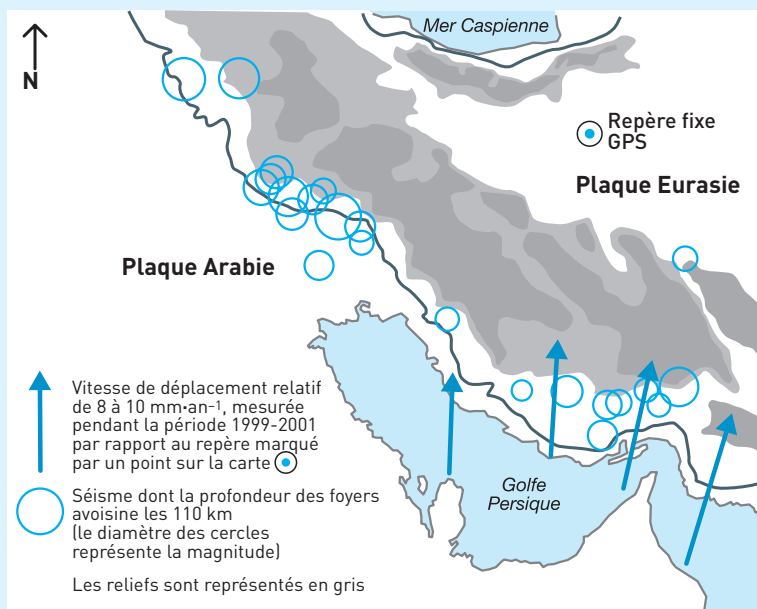 Mer Caspienne
N
Repère fixe
GPS
Plaque Eurasie
Plaque Arabie
Vitesse de déplacement relatif
de 8 à 10 mm•an⁻¹, mesurée
pendant la période 1999-2001
par rapport au repère marqué
par un point sur la carte
Séisme dont la profondeur des foyers
avoisine les 110 km
(le diamètre des cercles
représente la magnitude)
Les reliefs sont représentés en gris
Golfe
Persique